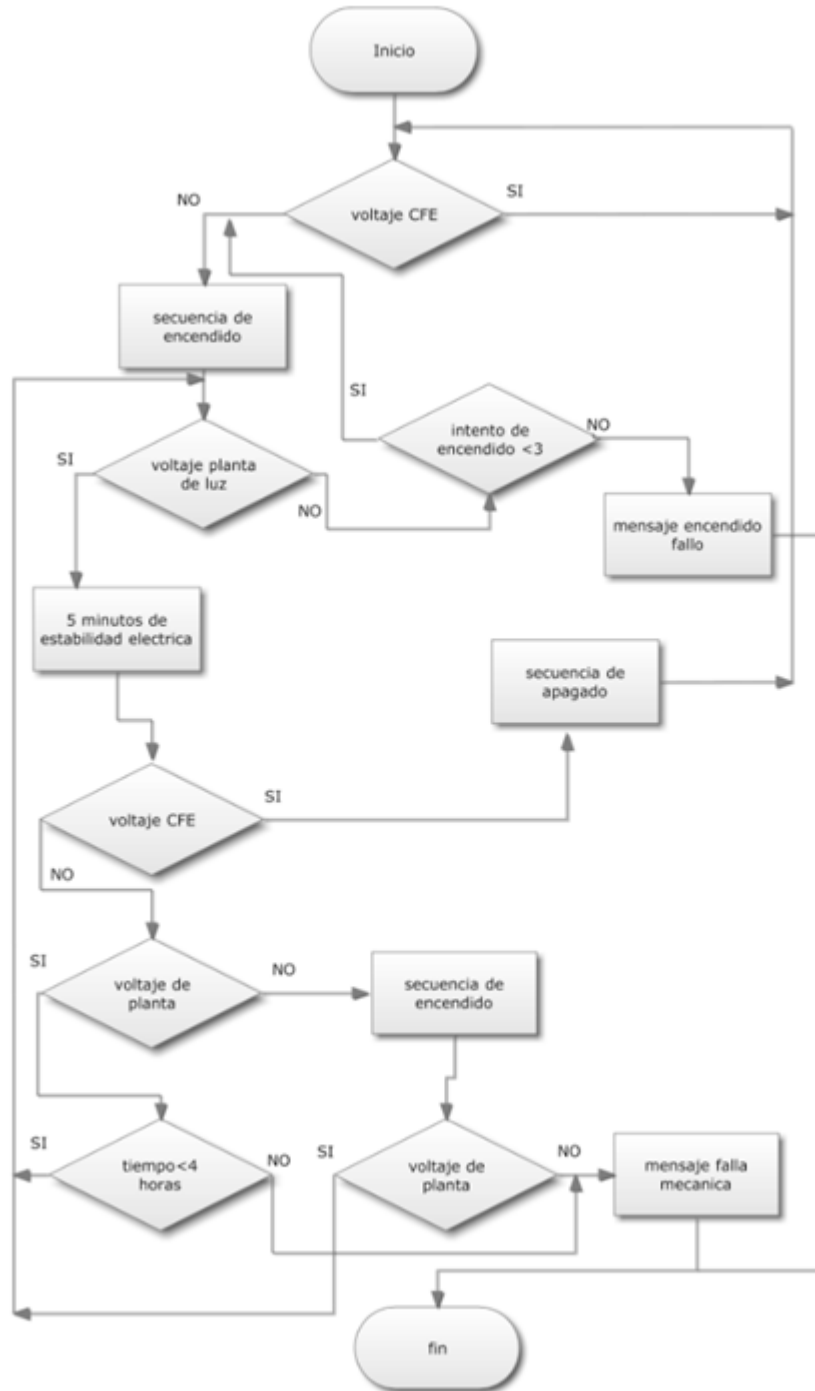 Inicio
voltaje CFE
NO
SI
secuencia de
encendido
SI
intento de
encendido <3
NO
voltaje planta
de luz
SI
NO
mensaje encendido
fallo
5 minutos de
estabilidad electrica
secuencia de
apagado
voltaje CFE
SI
NO
voltaje de
planta
SI
NO
secuencia de
encendido
tiempo<4
horas
SI
NO
voltaje de
planta
SI
NO
mensaje falla
mecanica
fin